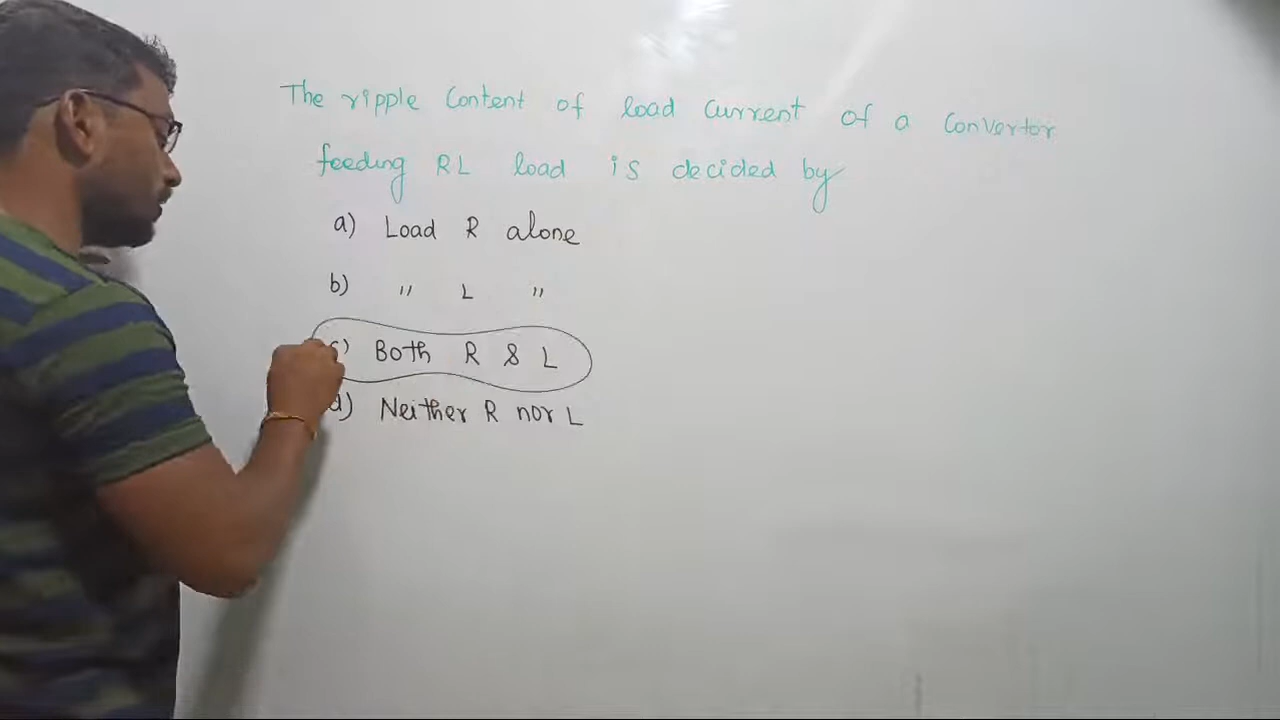 The ripple Content of load current of a Convertor
feeding RL load is decided by
a) Load R alone
b) " L "
c) Both R & L
d) Neither R nor L